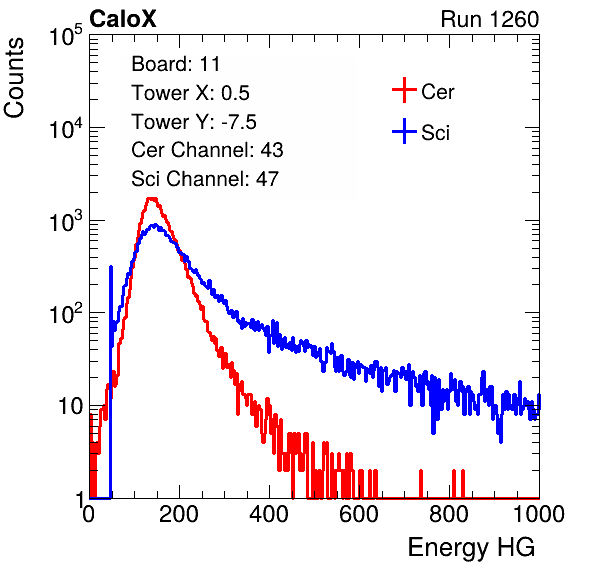 CaloX
Run 1260
Counts
Board: 11
Tower X: 0.5
Tower Y: -7.5
Cer Channel: 43
Sci Channel: 47
Cer
Sci
10^5
10^4
10^3
10^2
10
1
0 200 400 600 800 1000
Energy HG